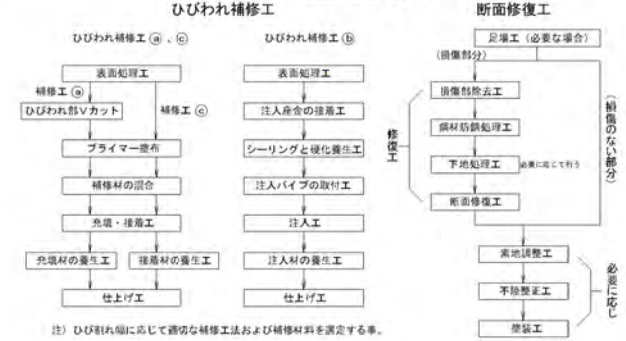 ひびわれ補修工
ひびわれ補修工 ⓐ 、ⓒ
表面処理工
補修工 ⓐ
ひびわれ部Vカット
補修工 ⓒ
プライマー塗布
補修材の混合
充填・接着工
充填材の養生工
接着材の養生工
仕上げ工
ひびわれ補修工 ⓑ
表面処理工
注入座金の接着工
シーリングと硬化養生工
注入パイプの取付工
注入工
注入材の養生工
仕上げ工
注）ひび割れ幅に応じて適切な補修工法および補修材料を選定する事。
断面修復工
足場工（必要な場合）
(損傷部分)
修復工
損傷部除去工
鋼材防錆処理工
下地処理工
必要に応じて行う
断面修復工
(損傷のない部分)
素地調整工
不陸整正工
塗装工
必要に応じ